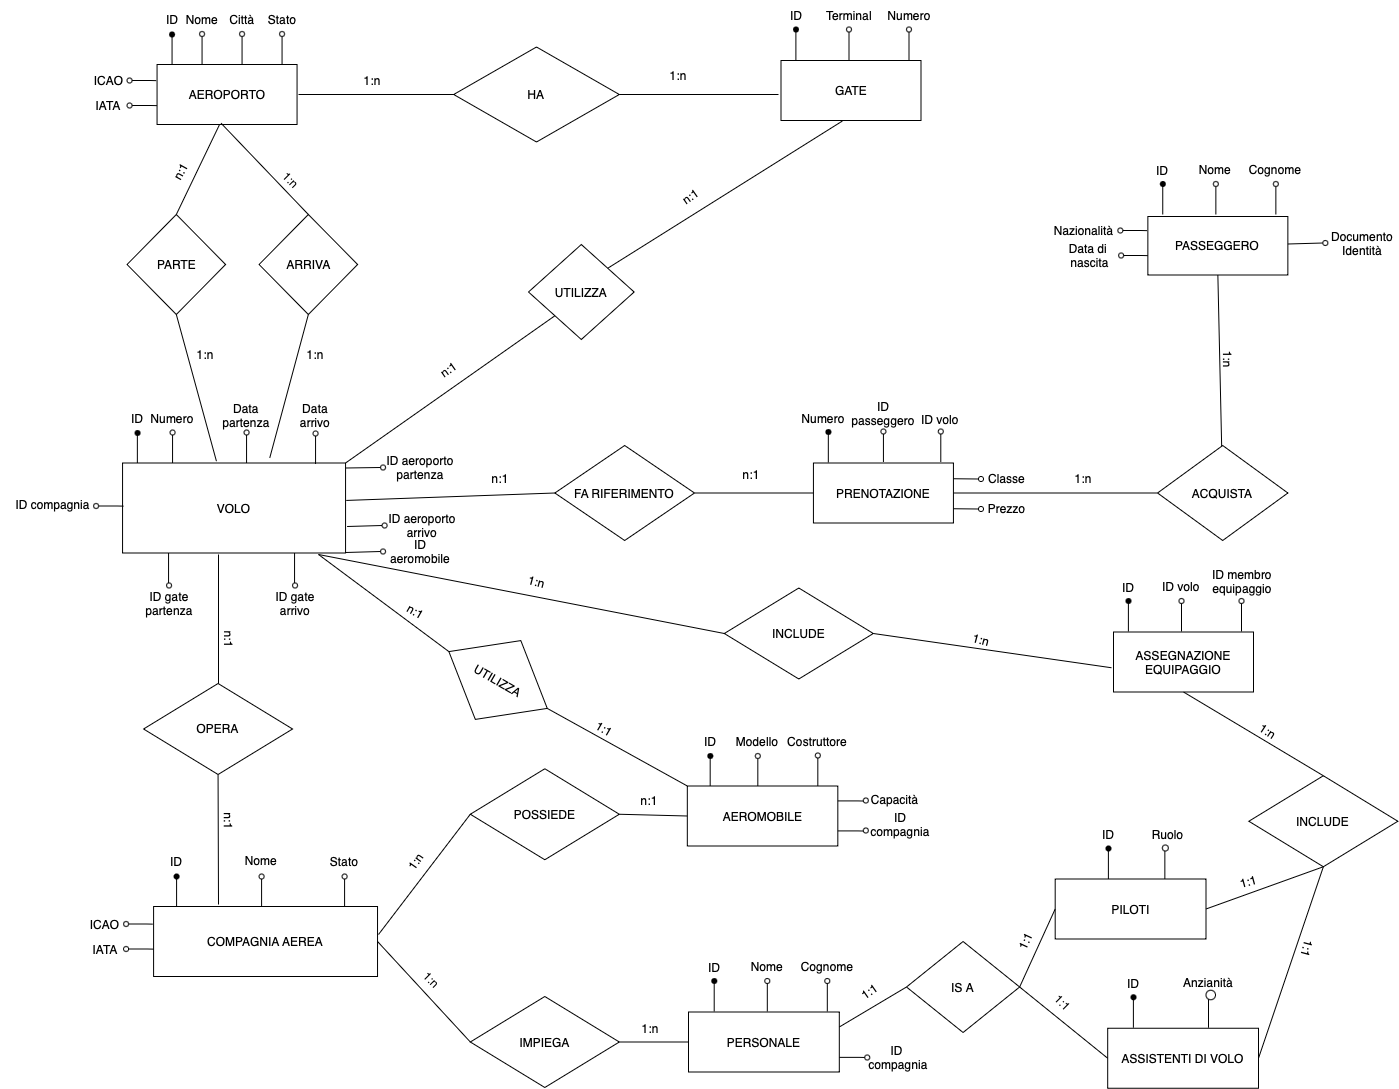 ID
Nome
Città
Stato
ICAO
IATA
AEROPORTO
1:n
HA
1:n
ID
Terminal
Numero
GATE
n:1
1:n
PARTE
ARRIVA
1:n
1:n
n:1
UTILIZZA
n:1
ID
Nome
Cognome
Nazionalità
Data di
nascita
PASSEGGERO
Documento
Identità
1:n
ID
Numero
Data
partenza
Data
arrivo
ID aeroporto
partenza
ID compagnia
VOLO
ID aeroporto
arrivo
ID
aeromobile
ID gate
partenza
ID gate
arrivo
n:1
FA RIFERIMENTO
n:1
Numero
ID
passeggero
ID volo
PRENOTAZIONE
Classe
Prezzo
1:n
ACQUISTA
1:n
INCLUDE
1:n
ID
ID volo
ID membro
equipaggio
ASSEGNAZIONE
EQUIPAGGIO
n:1
OPERA
n:1
n:1
UTILIZZA
1:1
ID
Modello
Costruttore
AEROMOBILE
Capacità
ID
compagnia
1:n
POSSIEDE
n:1
1:n
INCLUDE
1:1
1:1
ID
Ruolo
PILOTI
ID
Nome
Stato
ICAO
IATA
COMPAGNIA AEREA
1:n
IMPIEGA
1:n
ID
Nome
Cognome
PERSONALE
ID
compagnia
1:1
IS A
1:1
1:1
ID
Anzianità
ASSISTENTI DI VOLO